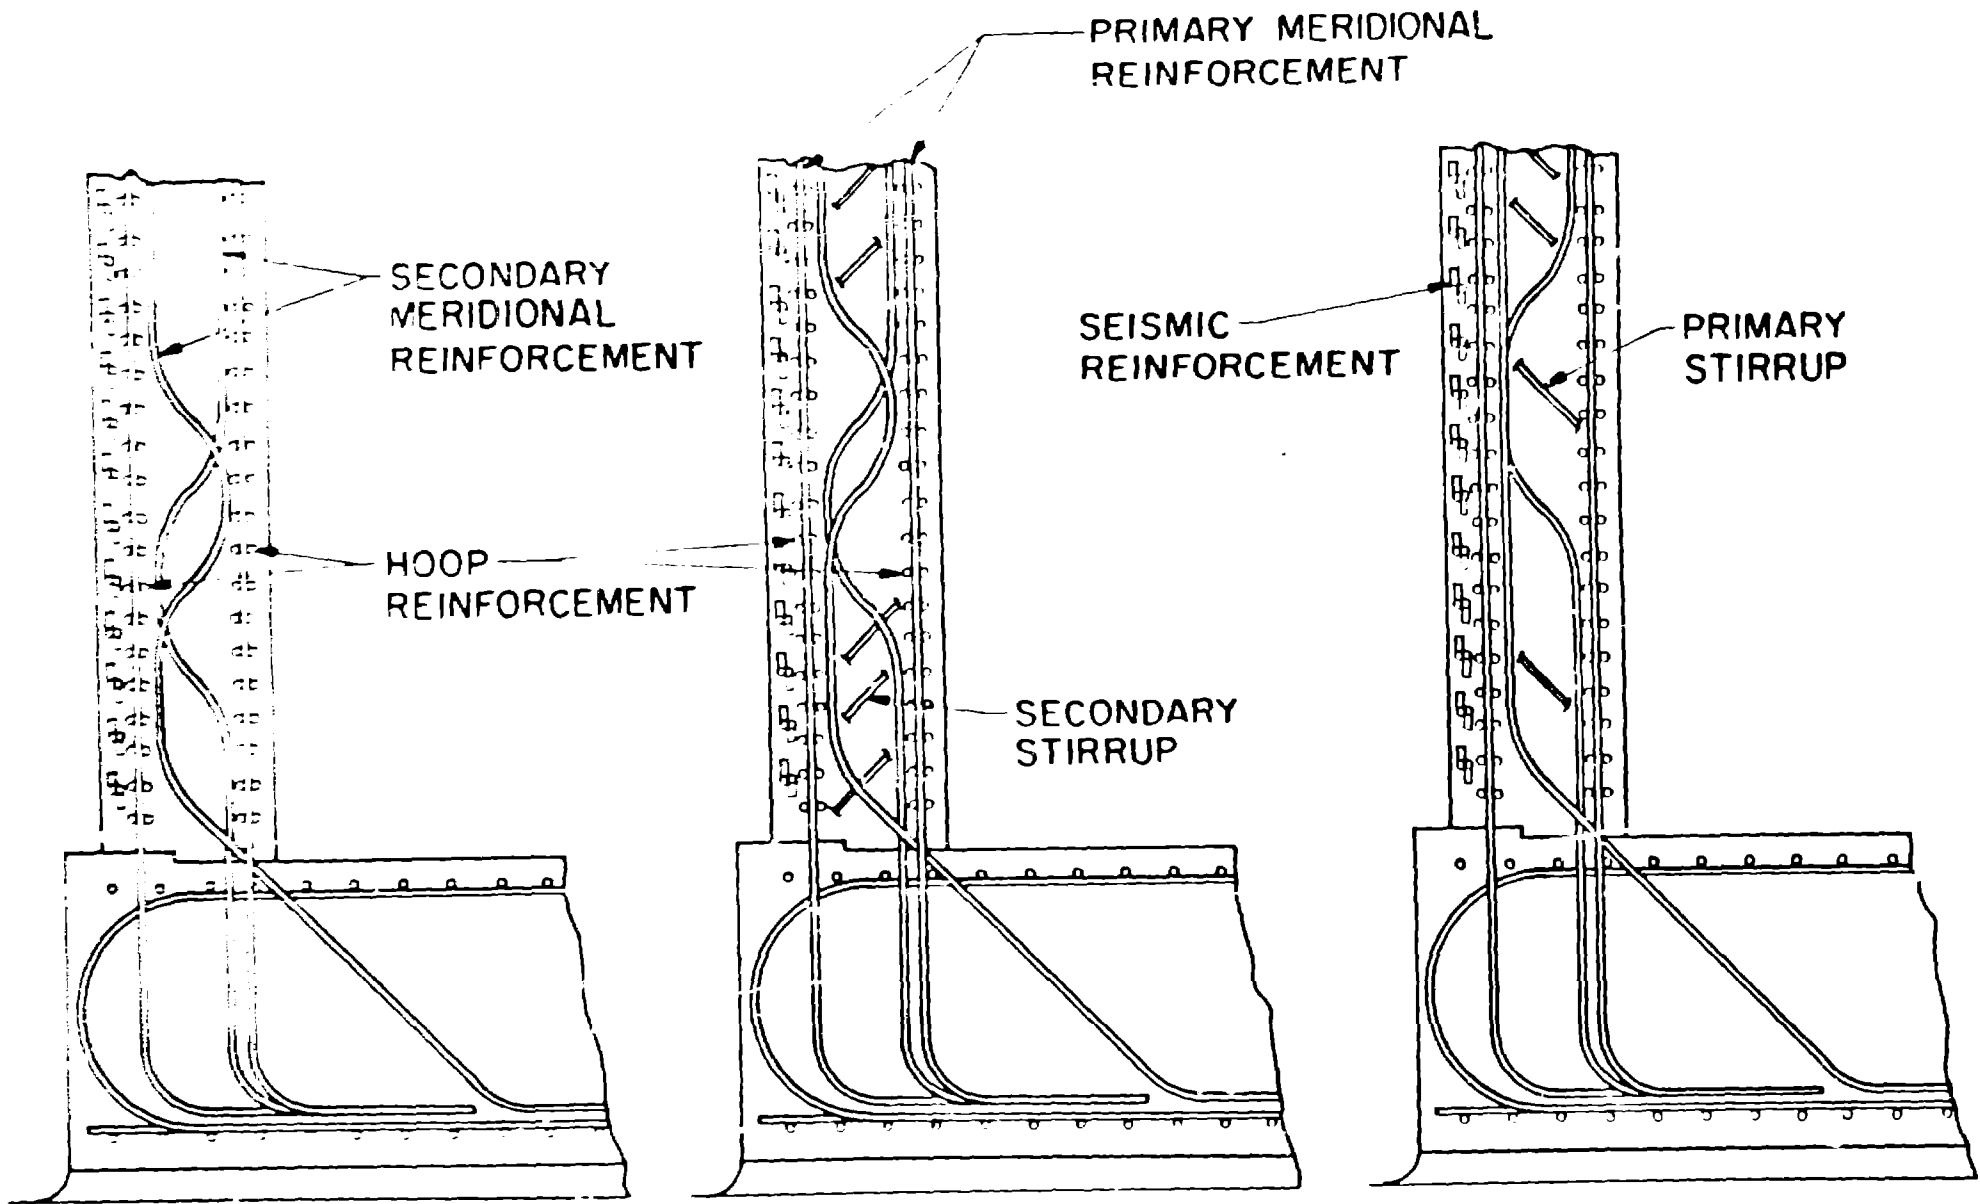 PRIMARY MERIDIONAL
REINFORCEMENT
SECONDARY
MERIDIONAL
REINFORCEMENT
SEISMIC
REINFORCEMENT
PRIMARY
STIRRUP
HOOP
REINFORCEMENT
SECONDARY
STIRRUP